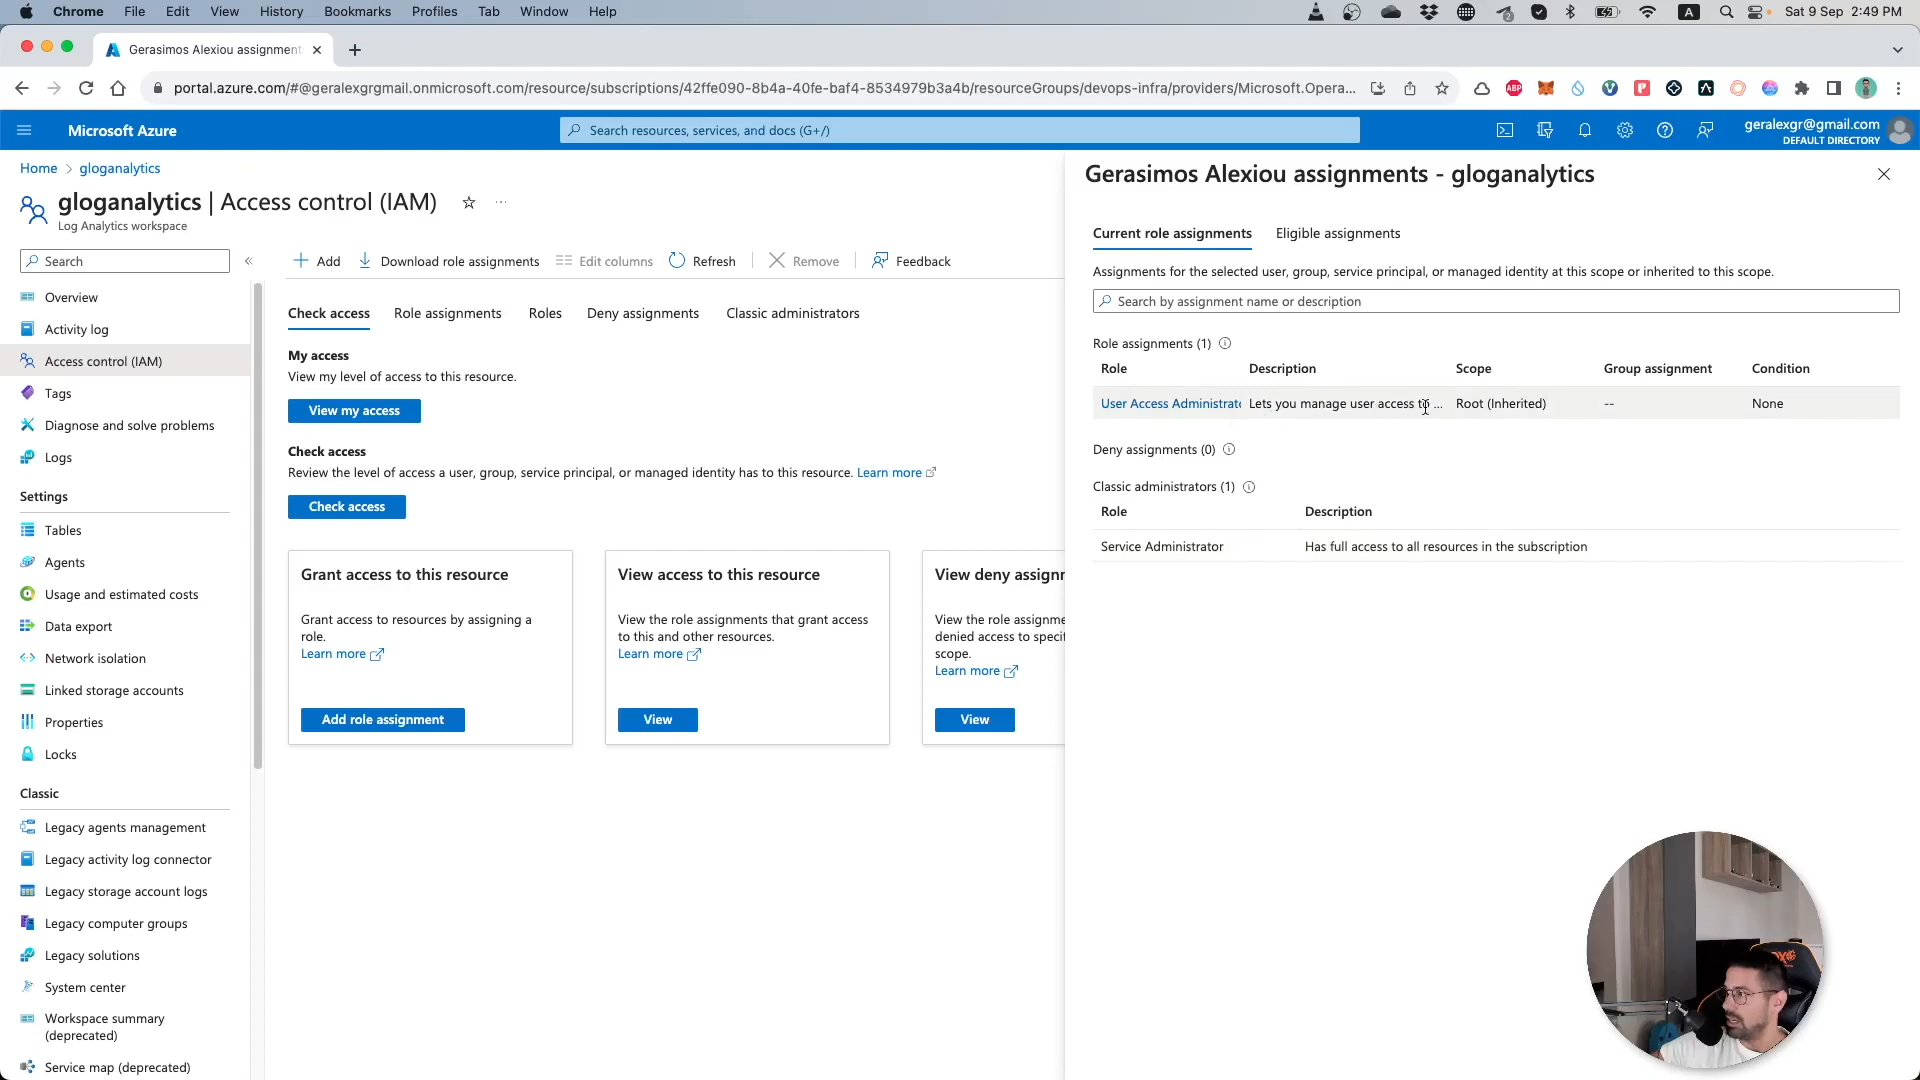 Chrome File Edit View History Bookmarks Profiles Tab Window Help
A
Sat 9 Sep 2:49 PM
Gerasimos Alexiou assignment
portal.azure.com/#@geralexgrgmail.onmicrosoft.com/resource/subscriptions/42ffe090-8b4a-40fe-baf4-8534979b3a4b/resourceGroups/devops-infra/providers/Microsoft.Opera...
ABP
Microsoft Azure
Search resources, services, and docs (G+/)
geralexgr@gmail.com
DEFAULT DIRECTORY
Home > gloganalytics
gloganalytics | Access control (IAM)
Log Analytics workspace
Search
Overview
Activity log
Access control (IAM)
Tags
Diagnose and solve problems
Logs
Settings
Tables
Agents
Usage and estimated costs
Data export
Network isolation
Linked storage accounts
Properties
Locks
Classic
Legacy agents management
Legacy activity log connector
Legacy storage account logs
Legacy computer groups
Legacy solutions
System center
Workspace summary
(deprecated)
Service map (deprecated)
Add
Download role assignments
Edit columns
Refresh
Remove
Feedback
Check access
Role assignments
Roles
Deny assignments
Classic administrators
My access
View my level of access to this resource.
View my access
Check access
Review the level of access a user, group, service principal, or managed identity has to this resource. Learn more
Check access
Grant access to this resource
Grant access to resources by assigning a
role.
Learn more
Add role assignment
View access to this resource
View the role assignments that grant access
to this and other resources.
Learn more
View
View deny assignm
View the role assignme
denied access to specif
scope.
Learn more
View
Gerasimos Alexiou assignments - gloganalytics
Current role assignments
Eligible assignments
Assignments for the selected user, group, service principal, or managed identity at this scope or inherited to this scope.
Search by assignment name or description
Role assignments (1)
Role Description Scope Group assignment Condition
User Access Administrato Lets you manage user access to ... Root (Inherited) -- None
Deny assignments (0)
Classic administrators (1)
Role Description
Service Administrator Has full access to all resources in the subscription